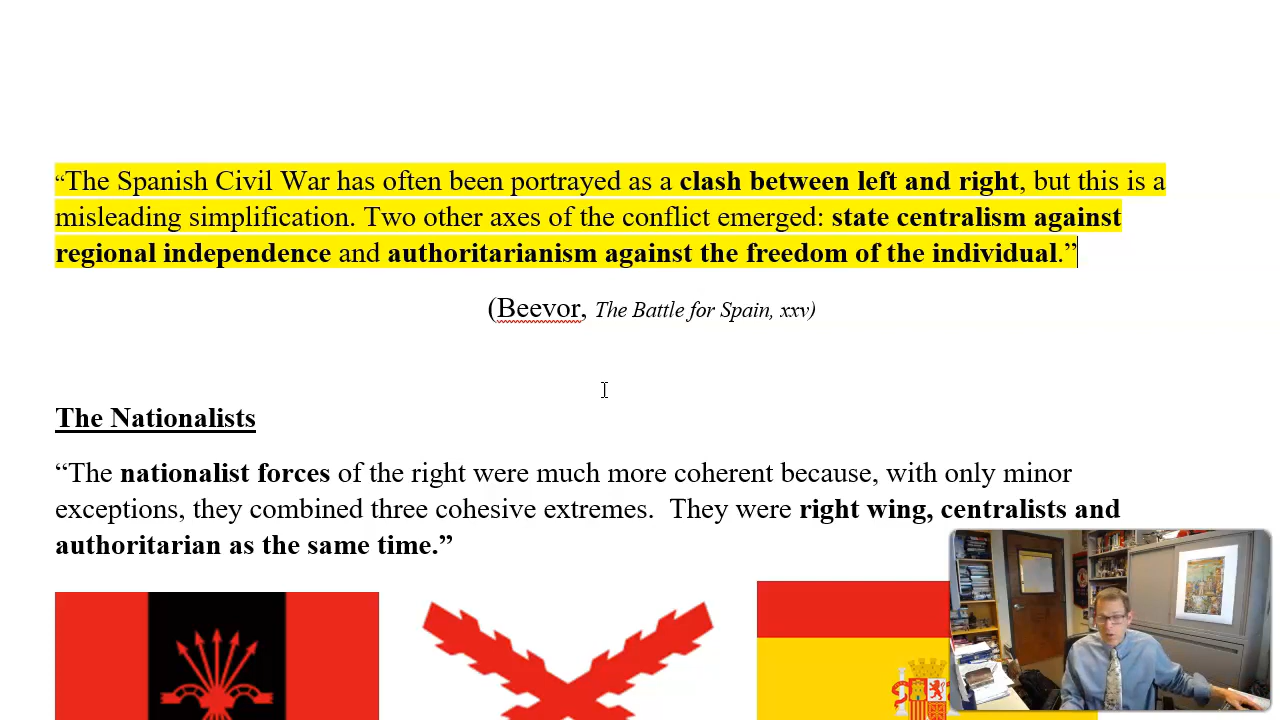 “The Spanish Civil War has often been portrayed as a clash between left and right, but this is a
misleading simplification. Two other axes of the conflict emerged: state centralism against
regional independence and authoritarianism against the freedom of the individual.”
(Beevor, The Battle for Spain, xxv)
The Nationalists
“The nationalist forces of the right were much more coherent because, with only minor
exceptions, they combined three cohesive extremes.  They were right wing, centralists and
authoritarian as the same time.”